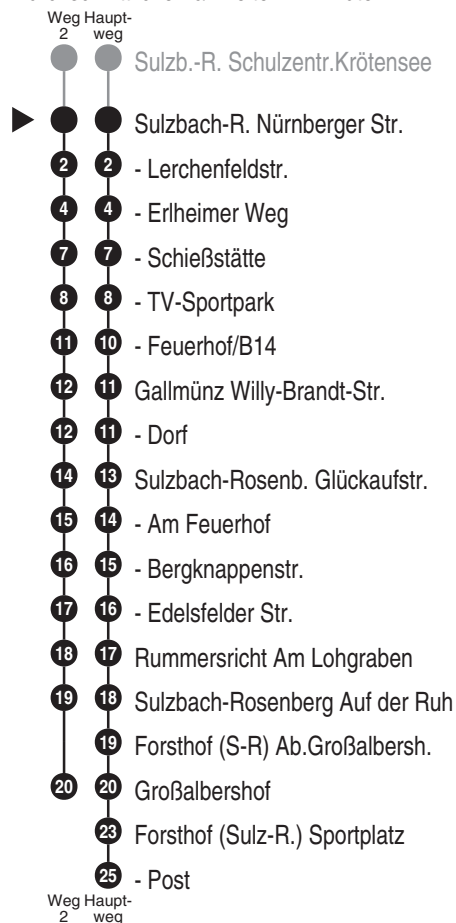 Weg Haupt-
2 weg
Sulzb.-R. Schulzentr.Krötensee
Sulzbach-R. Nürnberger Str.
2 2 - Lerchenfeldstr.
4 4 - Erlheimer Weg
7 7 - Schießstätte
8 8 - TV-Sportpark
11 10 - Feuerhof/B14
12 11 Gallmünz Willy-Brandt-Str.
12 11 - Dorf
14 13 Sulzbach-Rosenb. Glückaufstr.
15 14 - Am Feuerhof
16 15 - Bergknappenstr.
17 16 - Edelsfelder Str.
18 17 Rummersricht Am Lohgraben
19 18 Sulzbach-Rosenberg Auf der Ruh
19 Forsthof (S-R) Ab.Großalbersh.
20 20 Großalbershof
23 Forsthof (Sulz-R.) Sportplatz
25 - Post
Weg Haupt-
2 weg